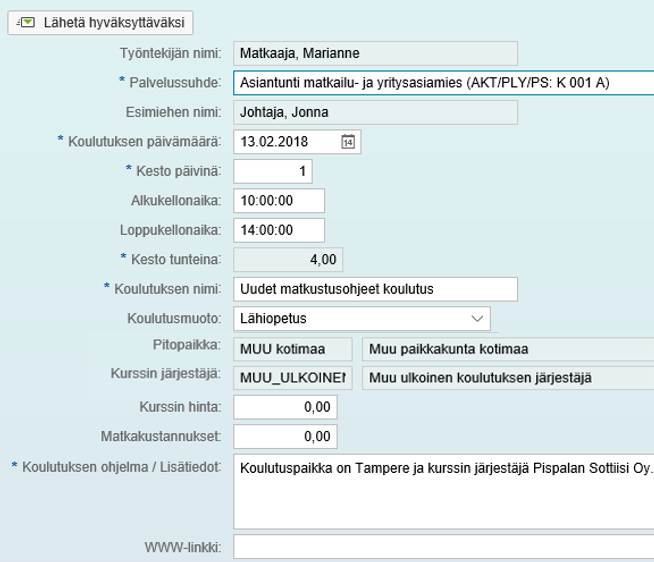 Lähetä hyväksyttäväksi
Työntekijän nimi: Matkaaja, Marianne
* Palvelussuhde: Asiantunti matkailu- ja yritysasiamies (AKT/PLY/PS: K 001 A)
Esimiehen nimi: Johtaja, Jonna
* Koulutuksen päivämäärä: 13.02.2018 14
* Kesto päivinä: 1
Alkukellonaika: 10:00:00
Loppukellonaika: 14:00:00
* Kesto tunteina: 4,00
* Koulutuksen nimi: Uudet matkustusohjeet koulutus
Koulutusmuoto: Lähiopetus
Pitopaikka: MUU kotimaa Muu paikkakunta kotimaa
Kurssin järjestäjä: MUU_ULKOINEN Muu ulkoinen koulutuksen järjestäjä
Kurssin hinta: 0,00
Matkakustannukset: 0,00
* Koulutuksen ohjelma / Lisätiedot: Koulutuspaikka on Tampere ja kurssin järjestäjä Pispalan Sottiisi Oy.
WWW-linkki: